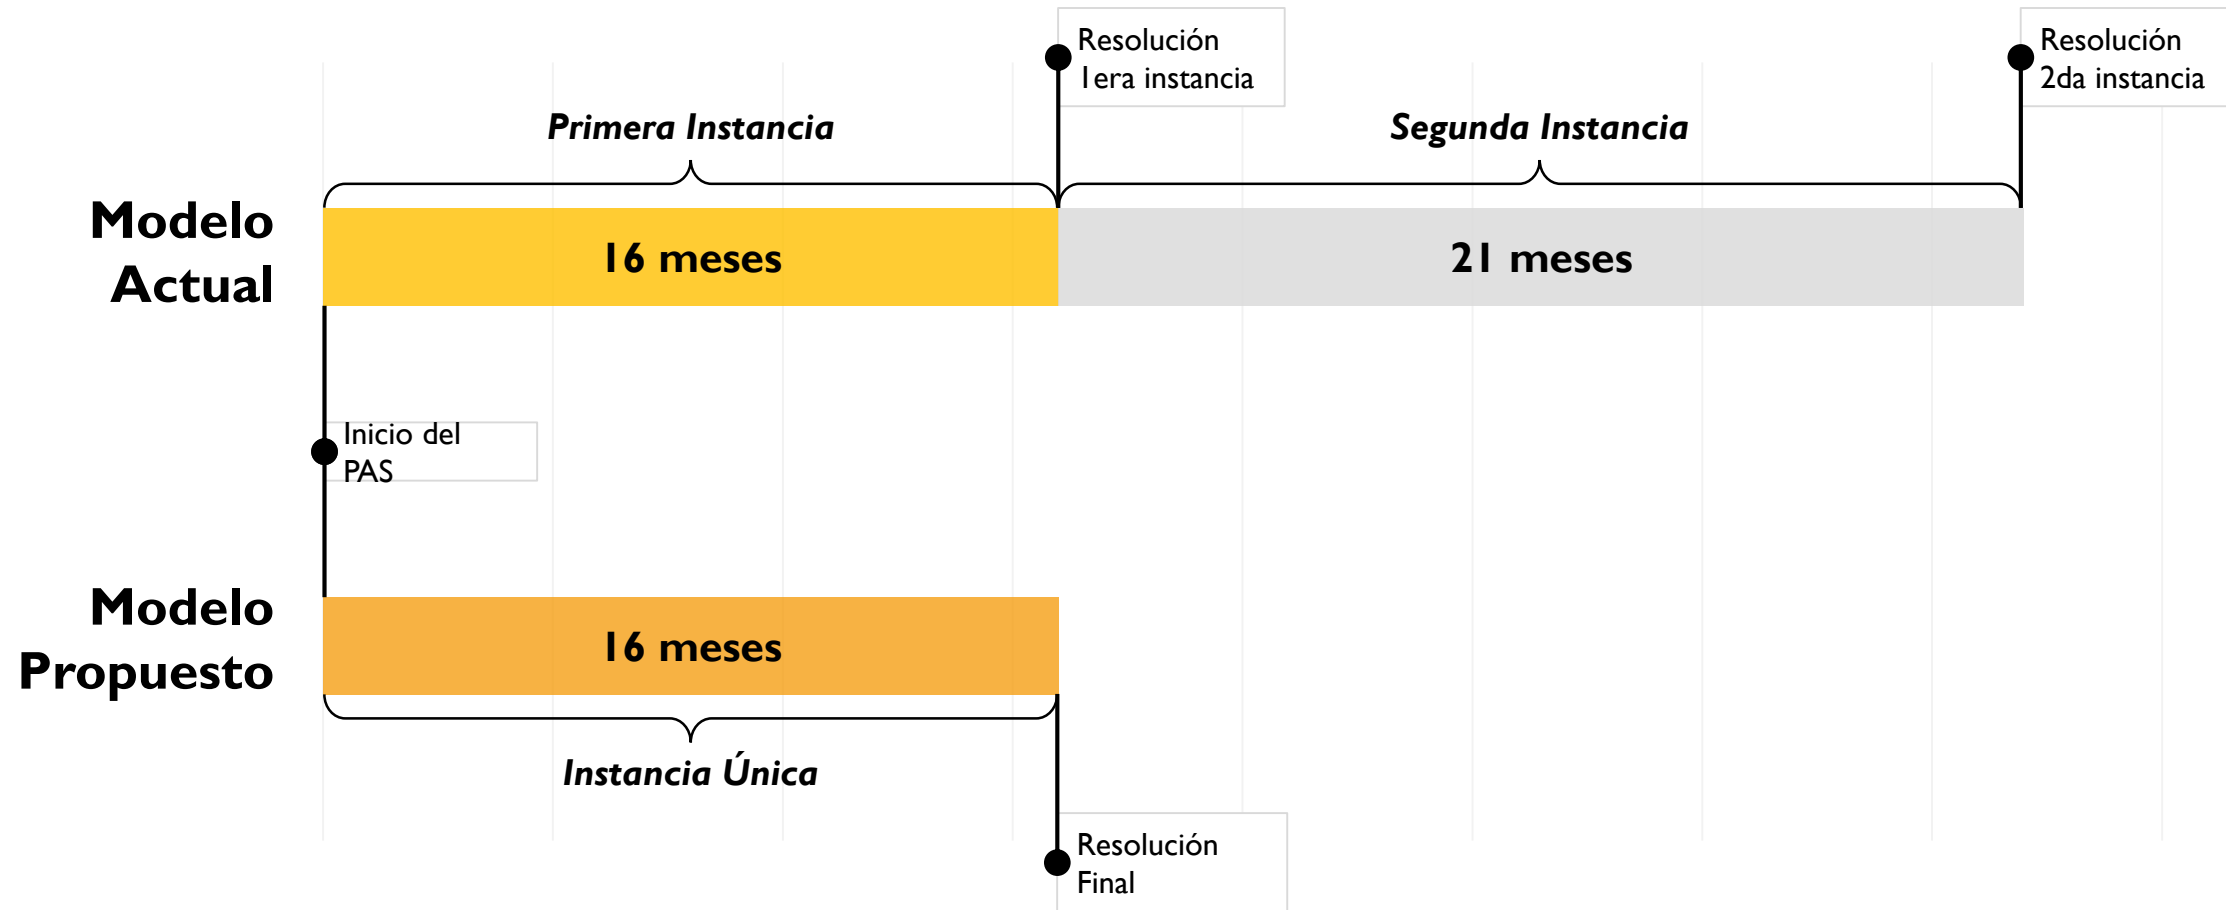 Resolución
1era instancia
Resolución
2da instancia
Primera Instancia
Segunda Instancia
Modelo
Actual
16 meses
21 meses
Inicio del
PAS
Modelo
Propuesto
16 meses
Instancia Única
Resolución
Final